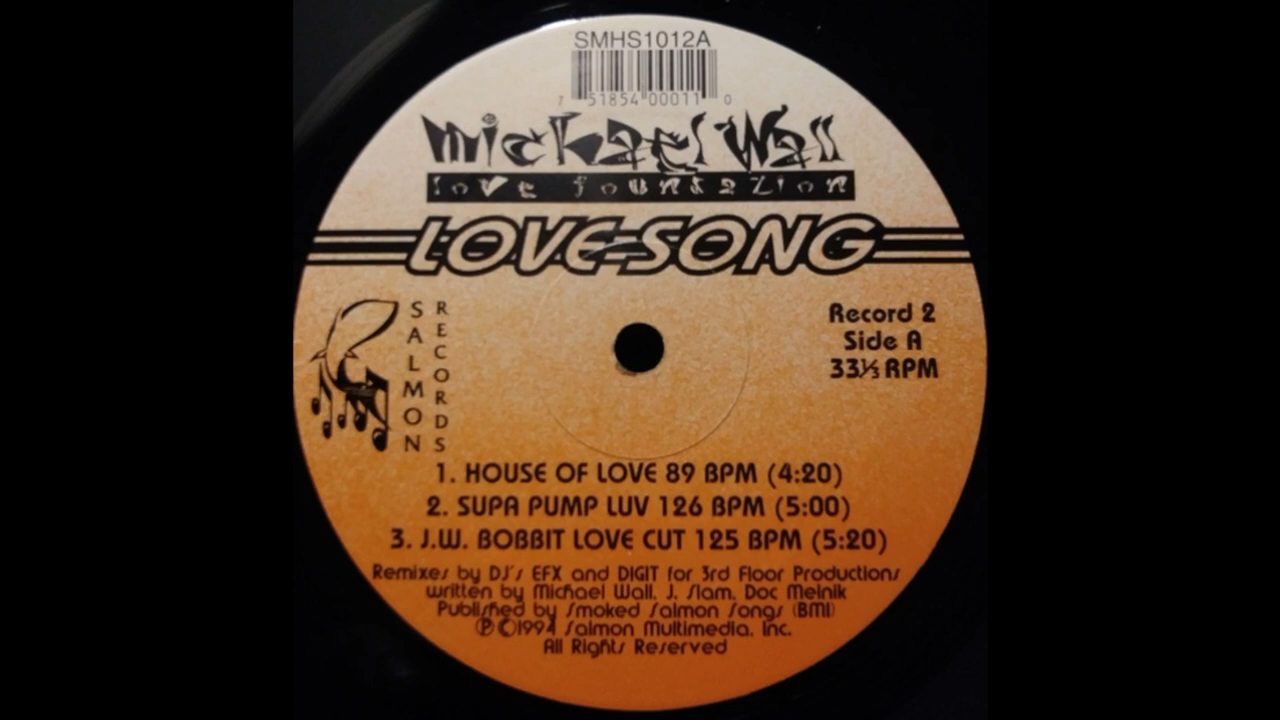 SMHS1012A
7 51854 00011 0
Michael Wall
love foundation
LOVE SONG
SALMON
RECORDS
Record 2
Side A
33⅓ RPM
1. HOUSE OF LOVE 89 BPM (4:20)
2. SUPA PUMP LUV 126 BPM (5:00)
3. J.W. BOBBIT LOVE CUT 125 BPM (5:20)
Remixes by DJ's EFX and DIGIT for 3rd Floor Productions
written by Michael Wall, J. Slam, Doc Melnik
Published by Smoked Salmon Songs (BMI)
℗ ©1994 Salmon Multimedia, Inc.
All Rights Reserved